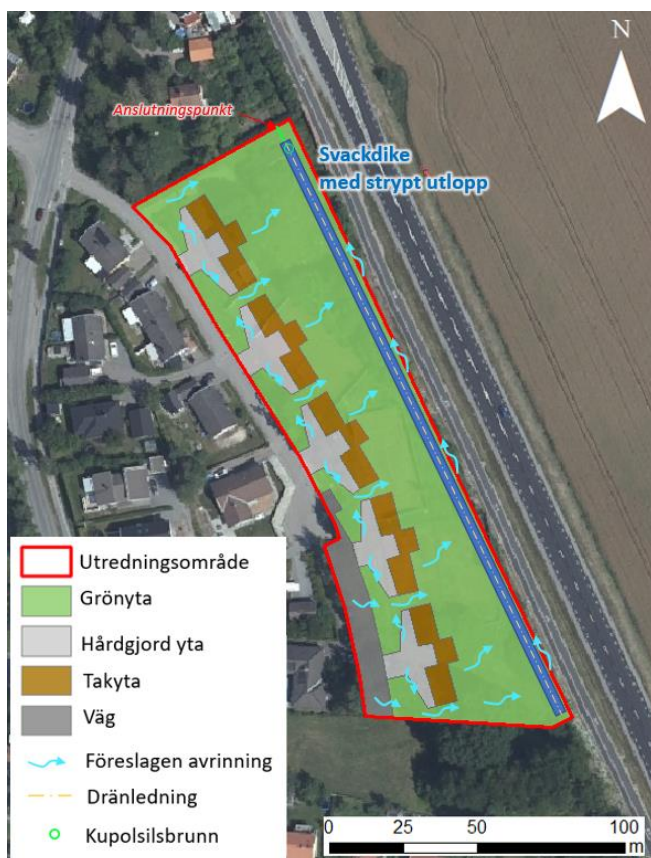 N
Anslutningspunkt
Svackdike
med strypt utlopp
Utredningsområde
Grönyta
Hårdgjord yta
Takyta
Väg
Föreslagen avrinning
Dränledning
Kupolsilsbrunn
0 25 50 100
m